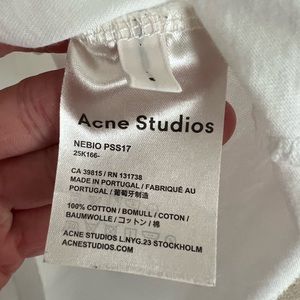 Acne Studios
NEBIO PSS17
25K166-
CA 39815 / RN 131738
MADE IN PORTUGAL / FABRIQUÉ AU
PORTUGAL / 葡萄牙制造
100% COTTON / BOMULL / COTON /
BAUMWOLLE / コットン / 棉
ACNE STUDIOS L.NYG.23 STOCKHOLM
ACNESTUDIOS.COM